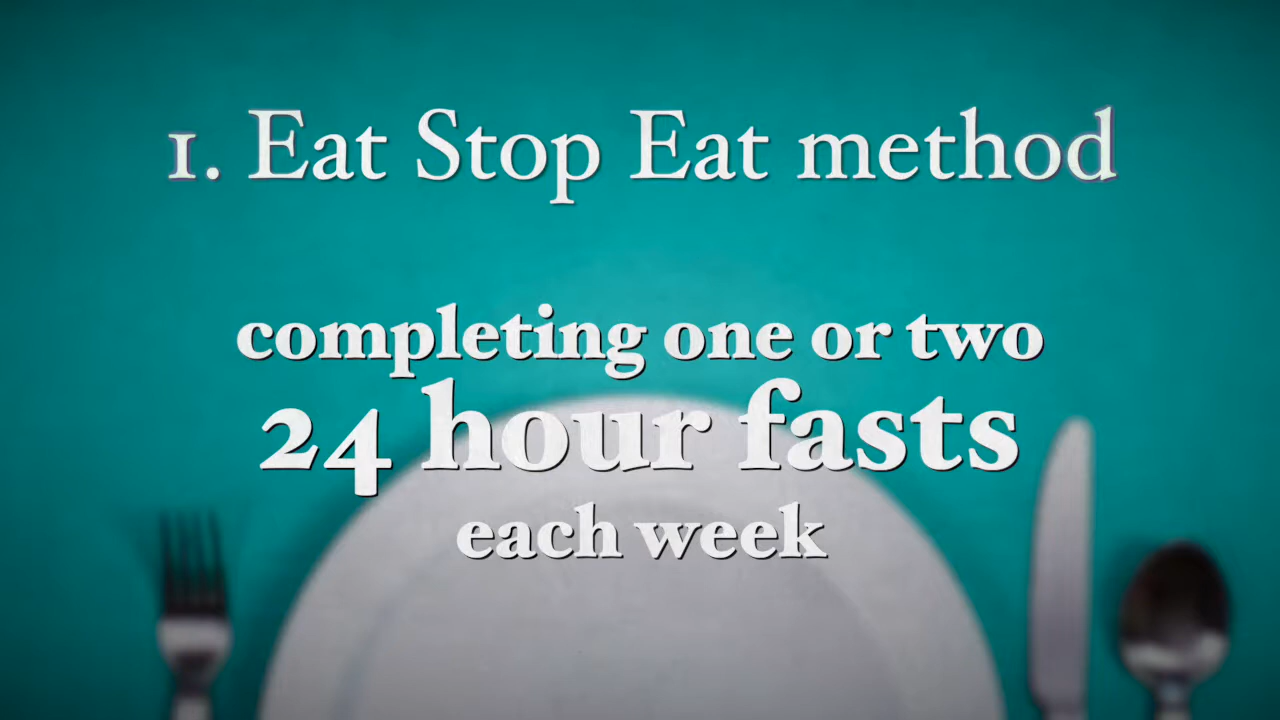 1. Eat Stop Eat method
completing one or two
24 hour fasts
each week